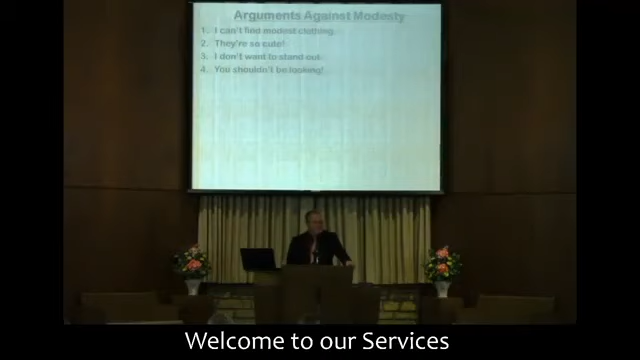 Arguments Against Modesty
1. I can't find modest clothing.
2. They're so cute!
3. I don't want to stand out.
4. You shouldn't be looking!
Welcome to our Services